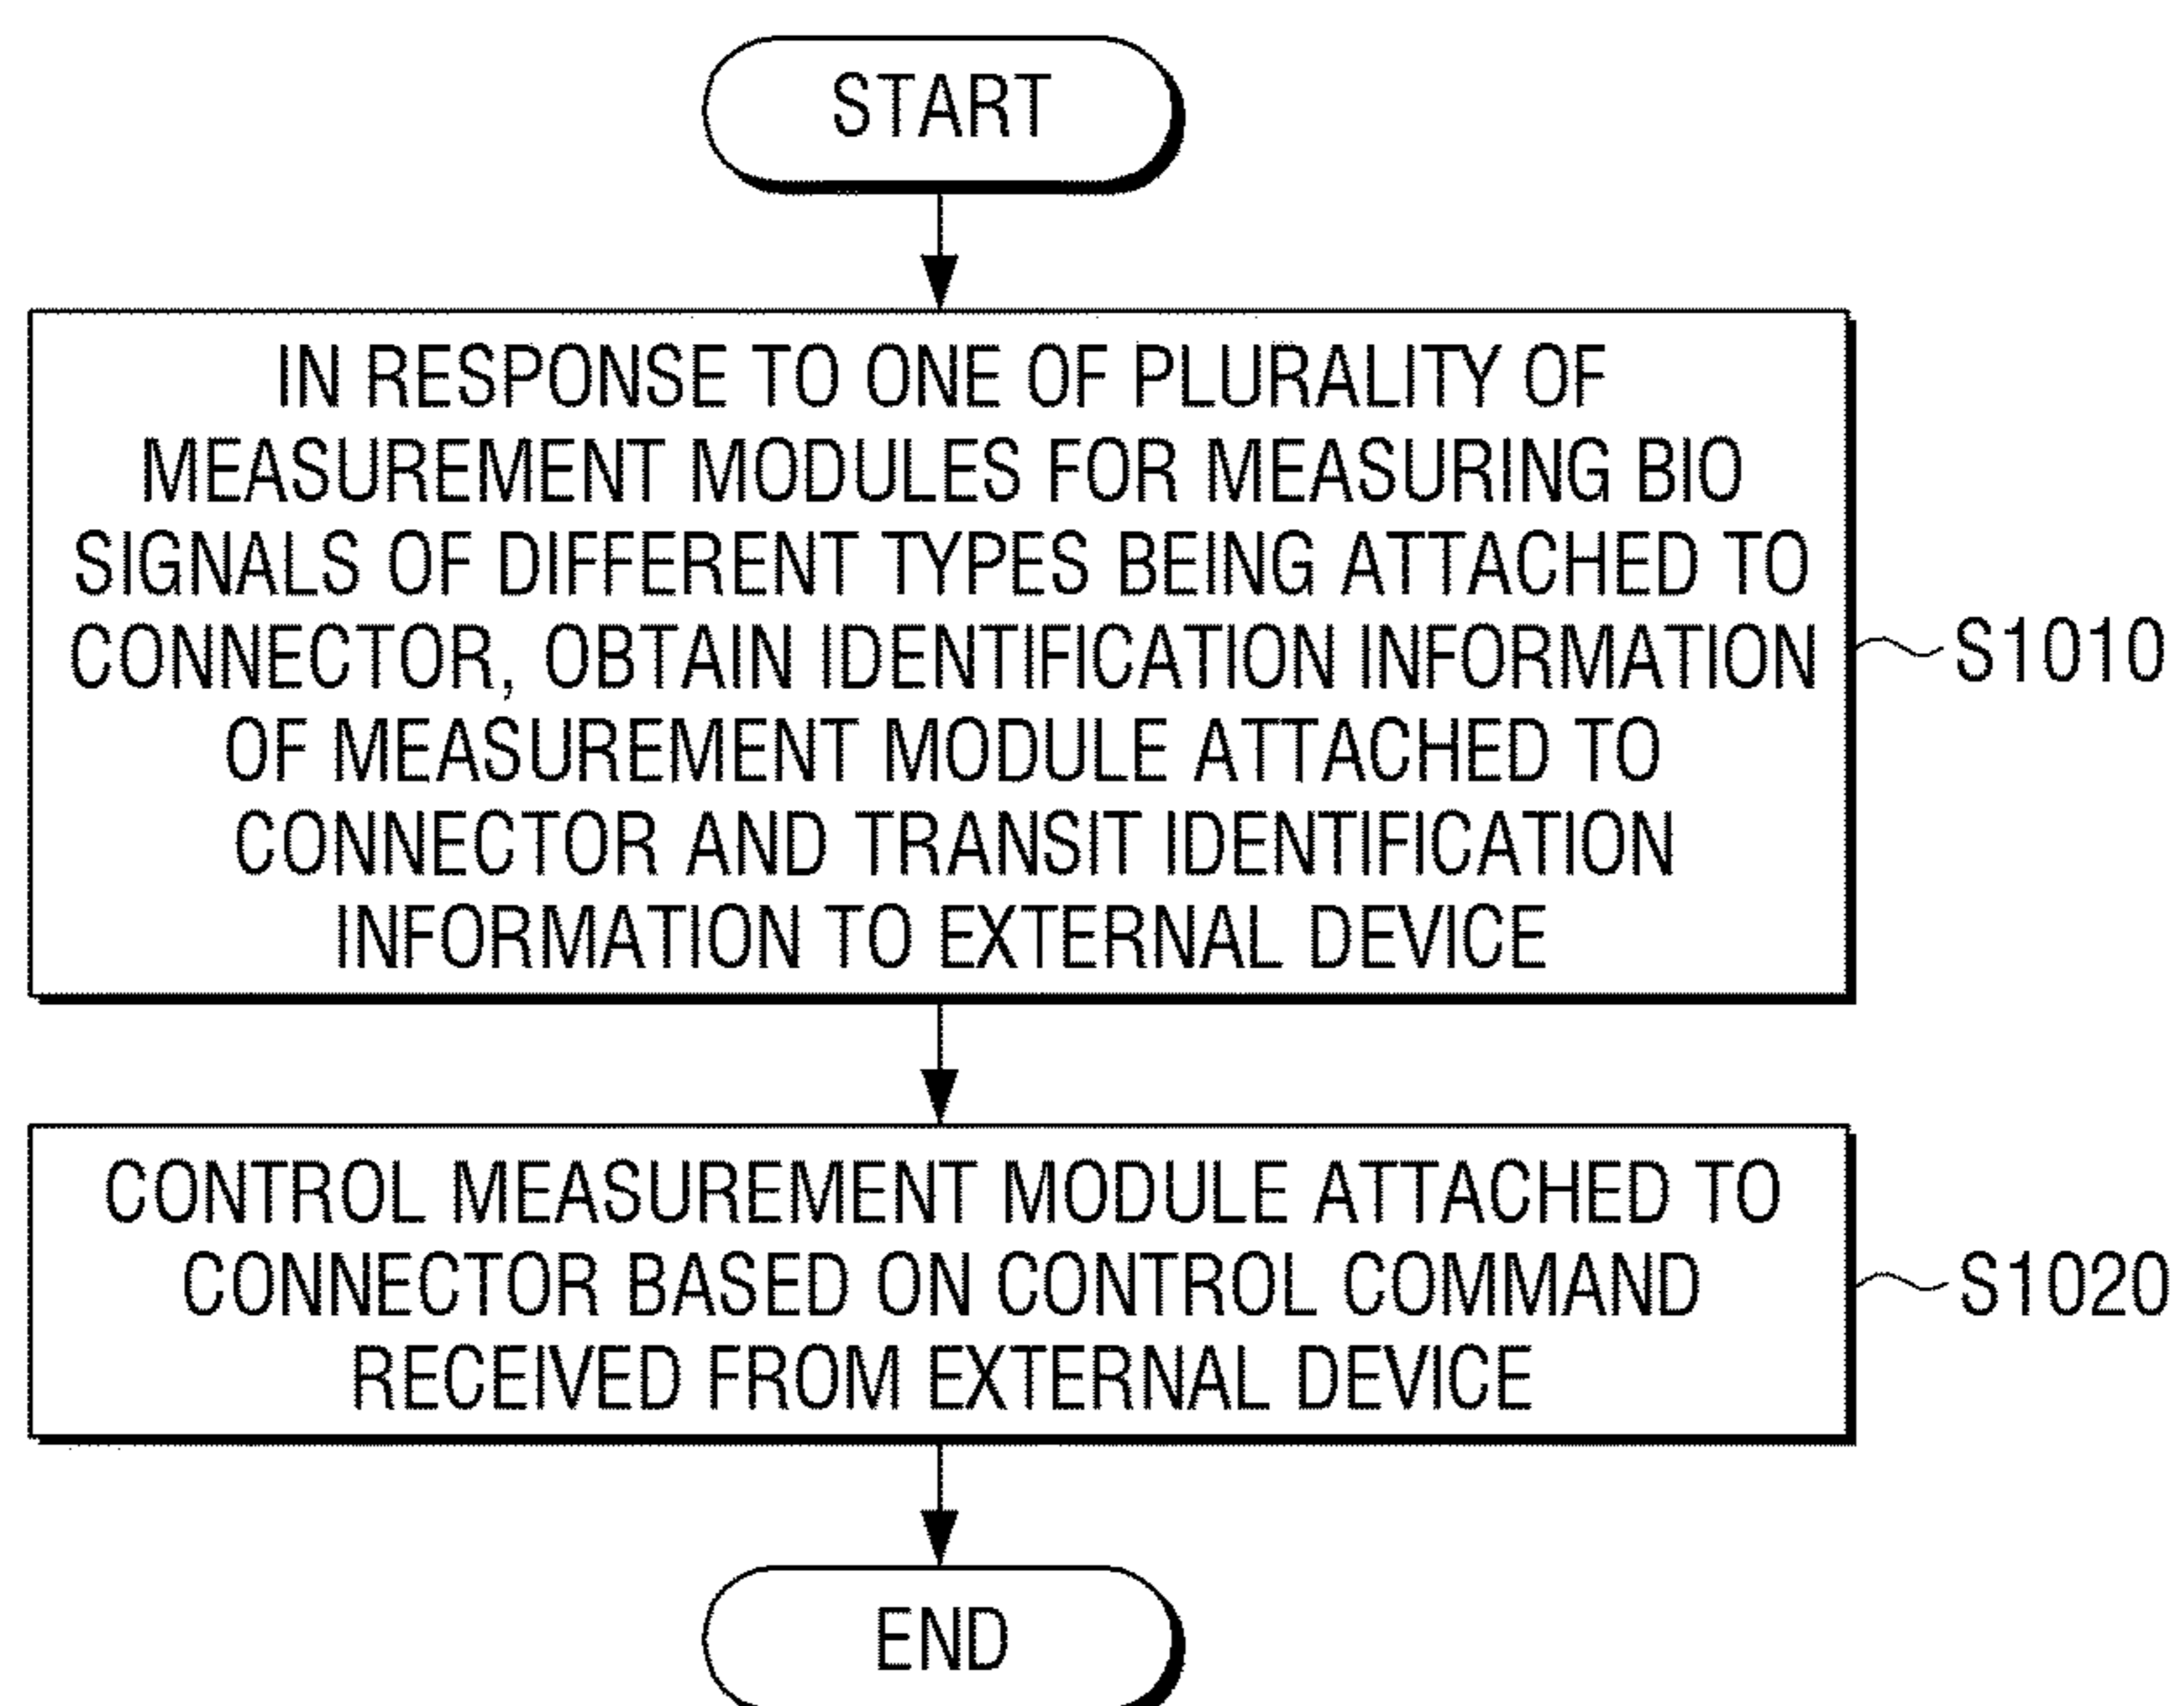 START
IN RESPONSE TO ONE OF PLURALITY OF
MEASUREMENT MODULES FOR MEASURING BIO
SIGNALS OF DIFFERENT TYPES BEING ATTACHED TO
CONNECTOR, OBTAIN IDENTIFICATION INFORMATION
OF MEASUREMENT MODULE ATTACHED TO
CONNECTOR AND TRANSIT IDENTIFICATION
INFORMATION TO EXTERNAL DEVICE
S1010
CONTROL MEASUREMENT MODULE ATTACHED TO
CONNECTOR BASED ON CONTROL COMMAND
RECEIVED FROM EXTERNAL DEVICE
S1020
END